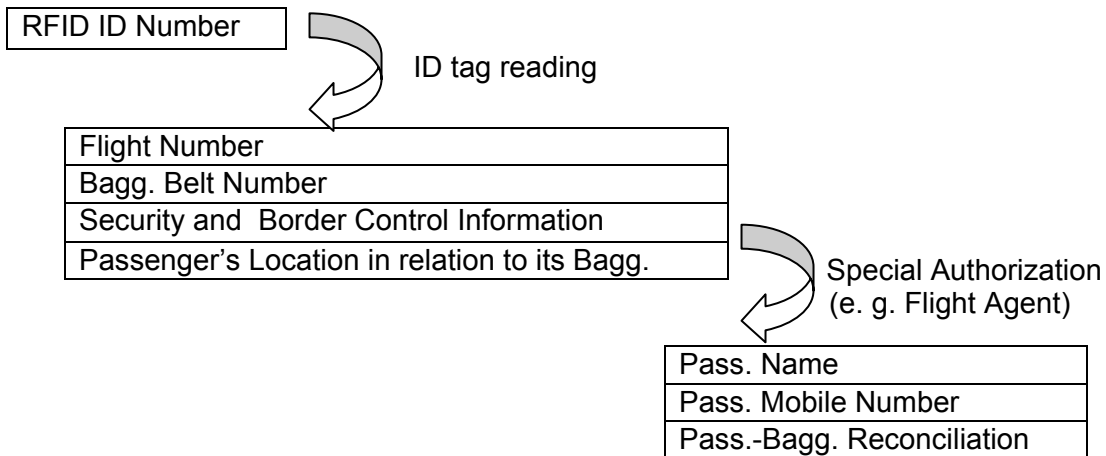 RFID ID Number
ID tag reading
Flight Number
Bagg. Belt Number
Security and  Border Control Information
Passenger's Location in relation to its Bagg.
Special Authorization
(e. g. Flight Agent)
Pass. Name
Pass. Mobile Number
Pass.-Bagg. Reconciliation